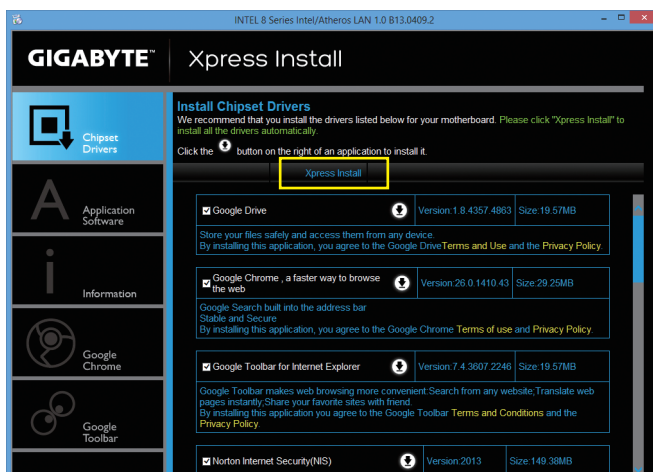 INTEL 8 Series Intel/Atheros LAN 1.0 B13.0409.2
GIGABYTE™
Xpress Install
Chipset
Drivers
Application
Software
Information
Google
Chrome
Google
Toolbar
Install Chipset Drivers
We recommend that you install the drivers listed below for your motherboard. Please click "Xpress Install" to
install all the drivers automatically.
Click the button on the right of an application to install it.
Xpress Install
Google Drive Version:1.8.4357.4863 Size:19.57MB
Store your files safely and access them from any device.
By installing this application, you agree to the Google DriveTerms and Use and the Privacy Policy.
Google Chrome , a faster way to browse
the web Version:26.0.1410.43 Size:29.25MB
Google Search built into the address bar
Stable and Secure
By installing this application, you agree to the Google Chrome Terms of use and Privacy Policy.
Google Toolbar for Internet Explorer Version:7.4.3607.2246 Size:19.57MB
Google Toolbar makes web browsing more convenient:Search from any website;Translate web
pages instantly;Share your favorite sites with friend.
By installing this application you agree to the Google Toolbar Terms and Conditions and the
Privacy Policy.
Norton Internet Security(NIS) Version:2013 Size:149.38MB